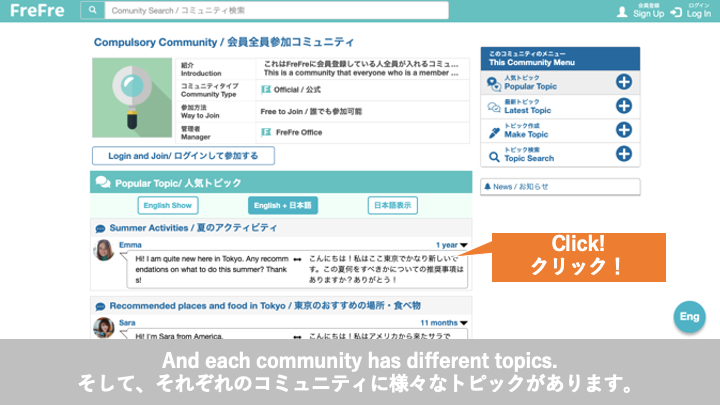 FreFre
Comunity Search / コミュニティ検索
会員登録
Sign Up
ログイン
Log In
Compulsory Community / 会員全員参加コミュニティ
紹介
Introduction
これはFreFreに会員登録している人全員が入れるコミュ...
This is a community that everyone who is a member ...
コミュニティタイプ
Community Type
Official / 公式
参加方法
Way to Join
Free to Join / 誰でも参加可能
管理者
Manager
FreFre Office
Login and Join/ ログインして参加する
このコミュニティのメニュー
This Community Menu
人気トピック
Popular Topic
最新トピック
Latest Topic
トピック作成
Make Topic
トピック検索
Topic Search
News / お知らせ
Popular Topic/ 人気トピック
English Show
English + 日本語
日本語表示
Summer Activities / 夏のアクティビティ
Emma
1 year
Hi! I am quite new here in Tokyo. Any recomm
endations on what to do this summer? Thank
s!
こんにちは！私はここ東京でかなり新しいで
す。この夏何をすべきかについての推奨事項は
ありますか？ありがとう！
Click!
クリック！
Recommended places and food in Tokyo / 東京のおすすめの場所・食べ物
Sara
11 months
Hi! I'm Sara from America.
こんにちは！私はアメリカから来たサラで
Eng
And each community has different topics.
そして、それぞれのコミュニティに様々なトピックがあります。